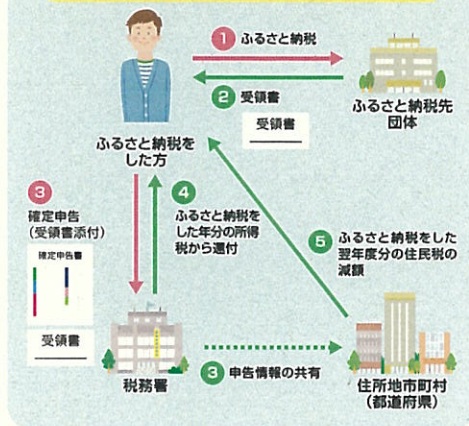 1 ふるさと納税
2 受領書
受領書
ふるさと納税を
した方
ふるさと納税先
団体
3
確定申告
(受領書添付)
確定申告書
受領書
4
ふるさと納税を
した年分の所得
税から還付
5 ふるさと納税をした
翌年度分の住民税の
減額
税務署
3 申告情報の共有
住所地市町村
(都道府県)